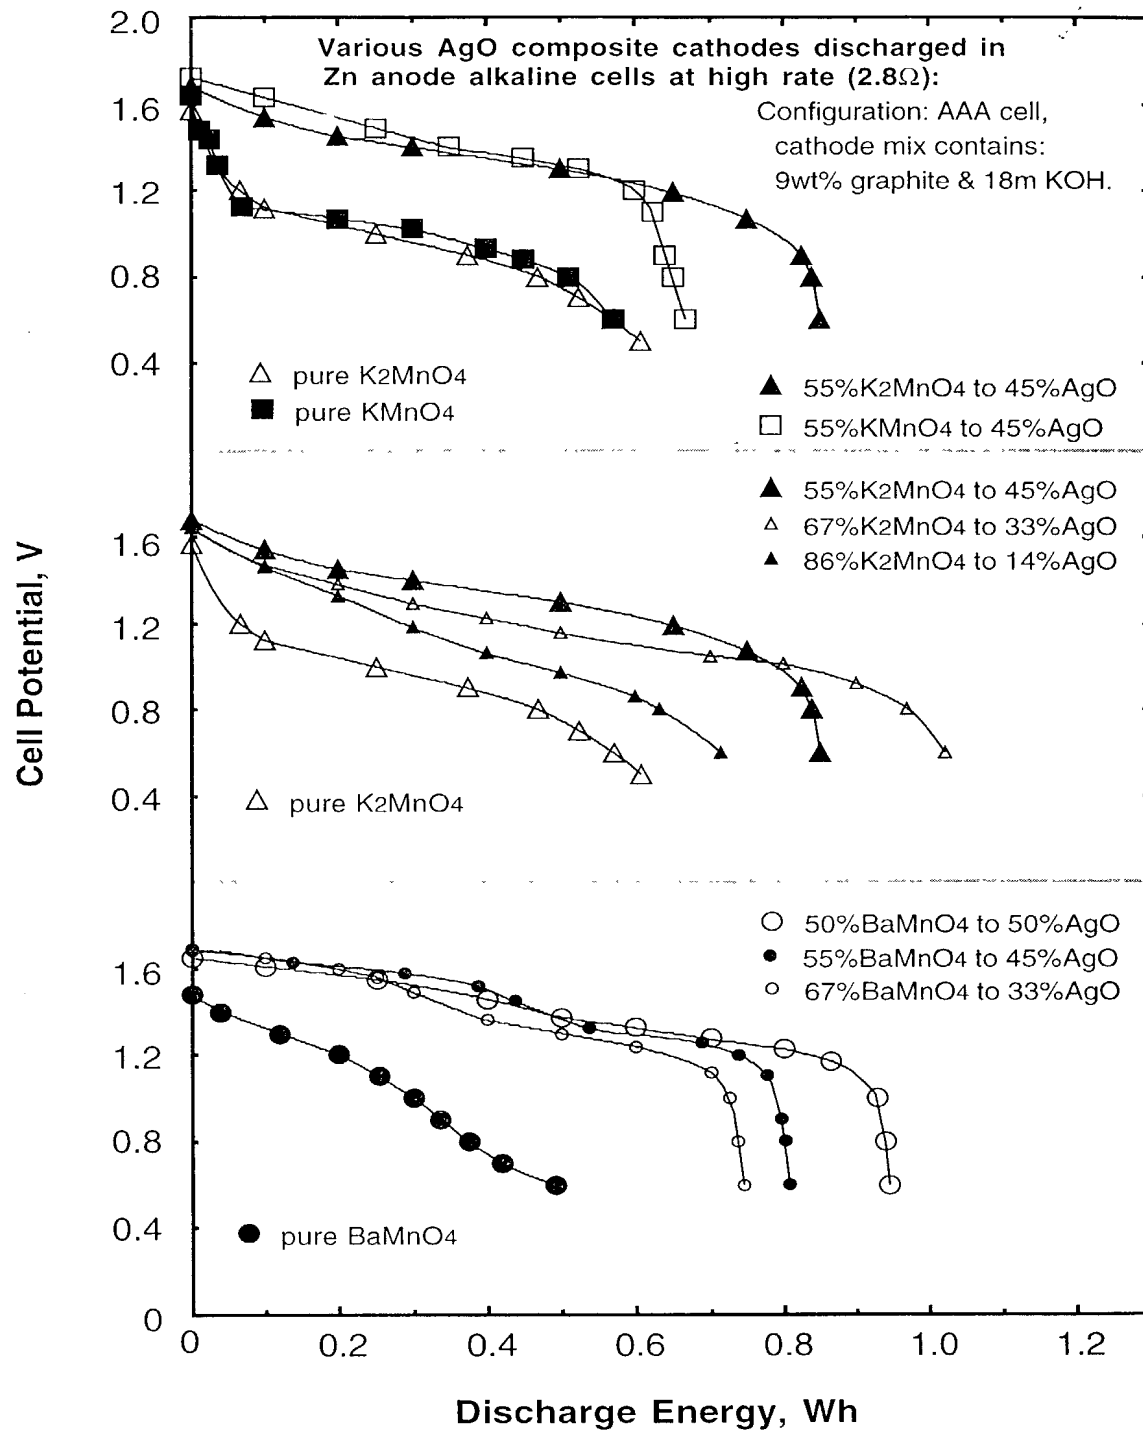 2.0
Various AgO composite cathodes discharged in
Zn anode alkaline cells at high rate (2.8Ω):
Configuration: AAA cell,
cathode mix contains:
9wt% graphite & 18m KOH.
1.6
1.2
0.8
0.4
pure K2MnO4
pure KMnO4
55%K2MnO4 to 45%AgO
55%KMnO4 to 45%AgO
55%K2MnO4 to 45%AgO
67%K2MnO4 to 33%AgO
86%K2MnO4 to 14%AgO
1.6
1.2
0.8
0.4
pure K2MnO4
Cell Potential, V
50%BaMnO4 to 50%AgO
55%BaMnO4 to 45%AgO
67%BaMnO4 to 33%AgO
1.6
1.2
0.8
0.4
0
pure BaMnO4
0 0.2 0.4 0.6 0.8 1.0 1.2
Discharge Energy, Wh